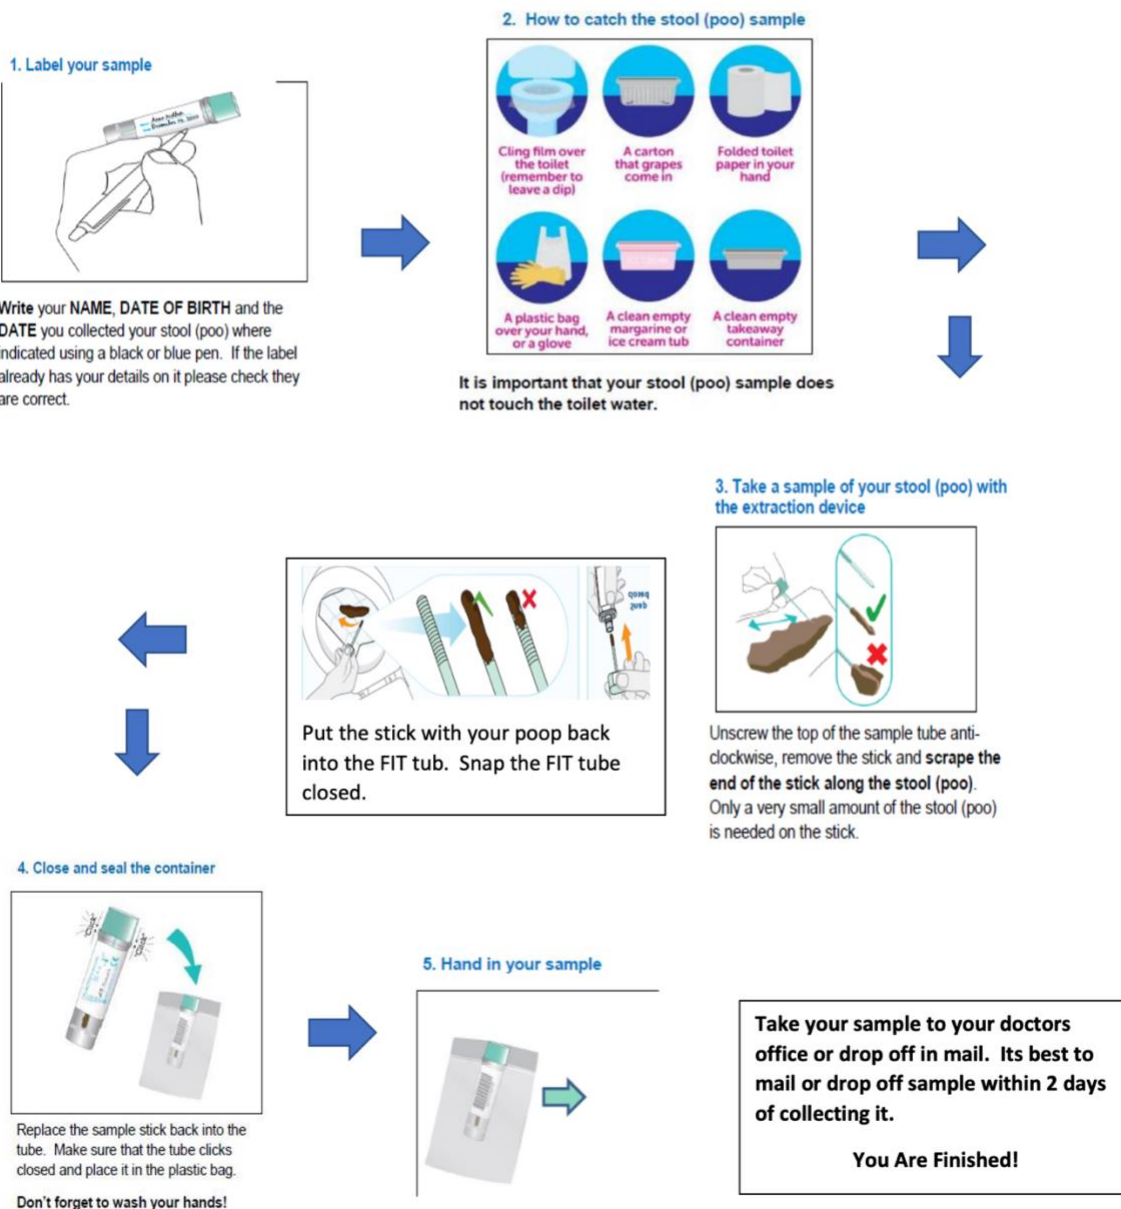 1. Label your sample
Write your NAME, DATE OF BIRTH and the
DATE you collected your stool (poo) where
indicated using a black or blue pen. If the label
already has your details on it please check they
are correct.
2. How to catch the stool (poo) sample
Cling film over
the toilet
(remember to
leave a dip)
A carton
that grapes
come in
Folded toilet
paper in your
hand
A plastic bag
over your hand,
or a glove
A clean empty
margarine or
ice cream tub
A clean empty
takeaway
container
It is important that your stool (poo) sample does
not touch the toilet water.
3. Take a sample of your stool (poo) with
the extraction device
Unscrew the top of the sample tube anti-
clockwise, remove the stick and scrape the
end of the stick along the stool (poo).
Only a very small amount of the stool (poo)
is needed on the stick.
Put the stick with your poop back
into the FIT tub. Snap the FIT tube
closed.
4. Close and seal the container
"Click"
"Click"
Replace the sample stick back into the
tube. Make sure that the tube clicks
closed and place it in the plastic bag.
Don't forget to wash your hands!
5. Hand in your sample
Take your sample to your doctors
office or drop off in mail. Its best to
mail or drop off sample within 2 days
of collecting it.
You Are Finished!